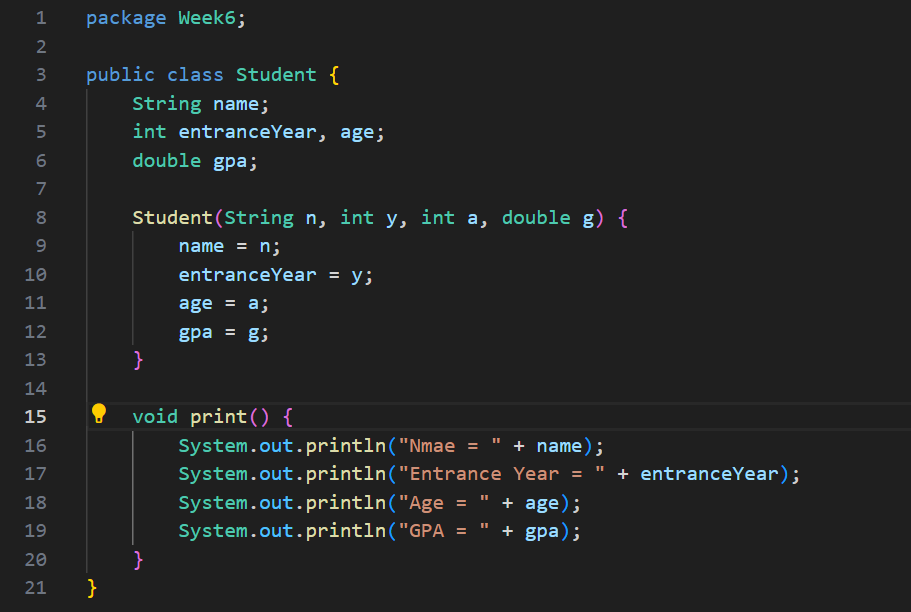 1 package Week6;
2
3 public class Student {
4     String name;
5     int entranceYear, age;
6     double gpa;
7
8     Student(String n, int y, int a, double g) {
9         name = n;
10         entranceYear = y;
11         age = a;
12         gpa = g;
13     }
14
15     void print() {
16         System.out.println("Nmae = " + name);
17         System.out.println("Entrance Year = " + entranceYear);
18         System.out.println("Age = " + age);
19         System.out.println("GPA = " + gpa);
20     }
21 }